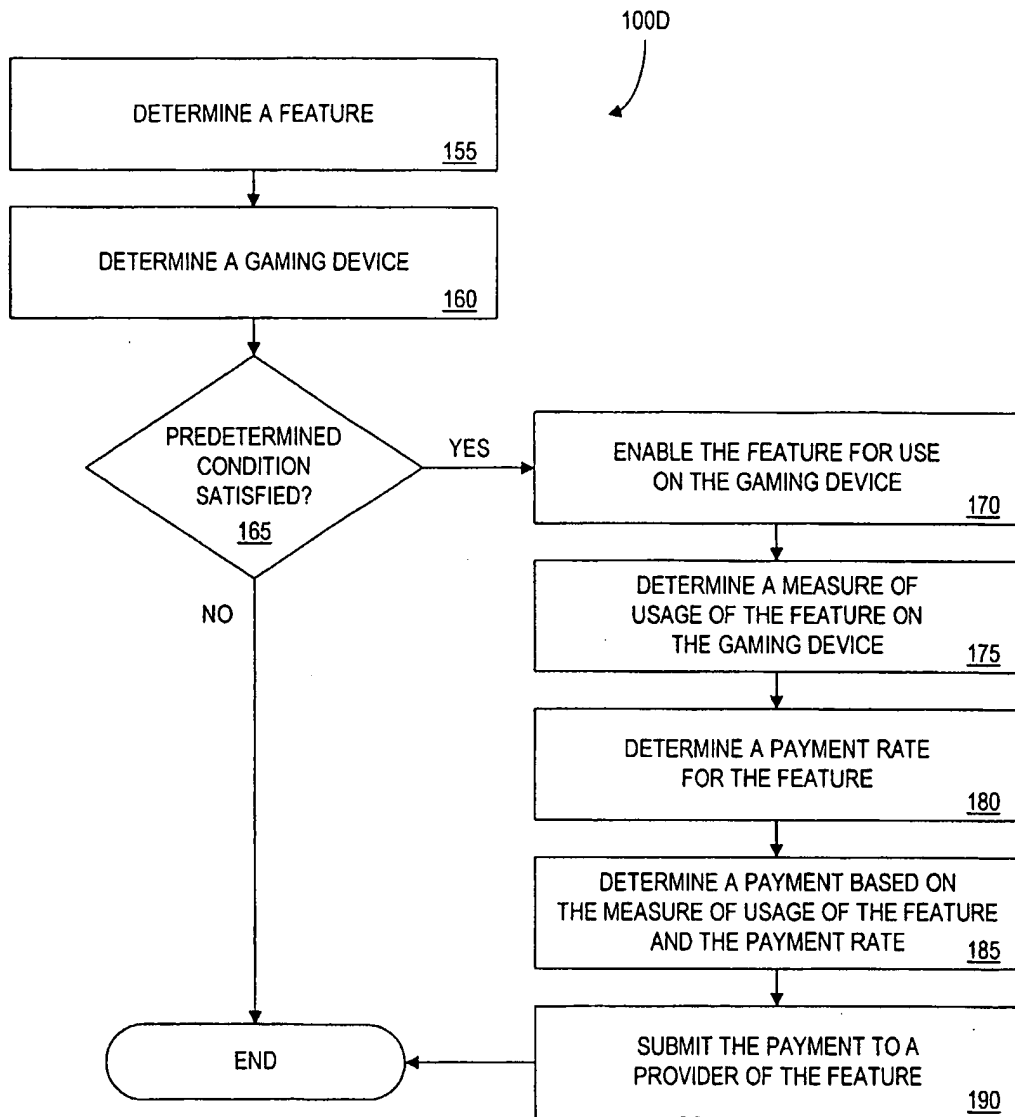 100D
DETERMINE A FEATURE
155
DETERMINE A GAMING DEVICE
160
PREDETERMINED
CONDITION
SATISFIED?
165
YES
NO
ENABLE THE FEATURE FOR USE
ON THE GAMING DEVICE
170
DETERMINE A MEASURE OF
USAGE OF THE FEATURE ON
THE GAMING DEVICE
175
DETERMINE A PAYMENT RATE
FOR THE FEATURE
180
DETERMINE A PAYMENT BASED ON
THE MEASURE OF USAGE OF THE FEATURE
AND THE PAYMENT RATE
185
SUBMIT THE PAYMENT TO A
PROVIDER OF THE FEATURE
190
END